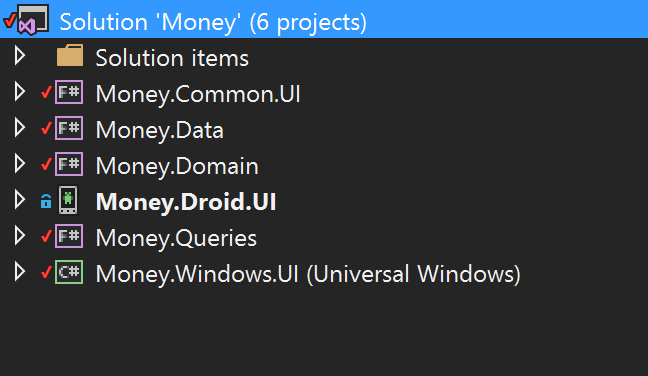 Solution 'Money' (6 projects)
Solution items
F# Money.Common.UI
F# Money.Data
F# Money.Domain
Money.Droid.UI
F# Money.Queries
C# Money.Windows.UI (Universal Windows)